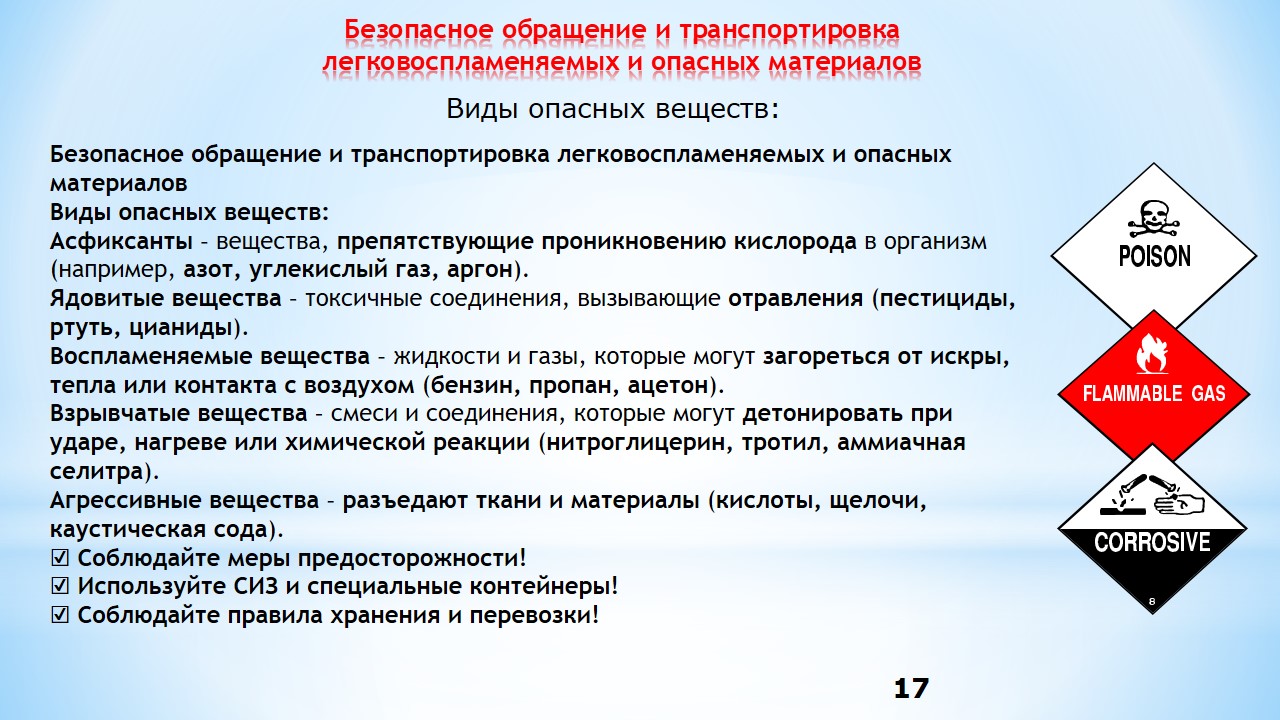 Безопасное обращение и транспортировка
легковоспламеняемых и опасных материалов
Виды опасных веществ:
Безопасное обращение и транспортировка легковоспламеняемых и опасных
материалов
Виды опасных веществ:
Асфиксанты - вещества, препятствующие проникновению кислорода в организм
(например, азот, углекислый газ, аргон).
Ядовитые вещества - токсичные соединения, вызывающие отравления (пестициды,
ртуть, цианиды).
Воспламеняемые вещества - жидкости и газы, которые могут загореться от искры,
тепла или контакта с воздухом (бензин, пропан, ацетон).
Взрывчатые вещества - смеси и соединения, которые могут детонировать при
ударе, нагреве или химической реакции (нитроглицерин, тротил, аммиачная
селитра).
Агрессивные вещества - разъедают ткани и материалы (кислоты, щелочи,
каустическая сода).
☑ Соблюдайте меры предосторожности!
☑ Используйте СИЗ и специальные контейнеры!
☑ Соблюдайте правила хранения и перевозки!
POISON
FLAMMABLE GAS
CORROSIVE
8
17